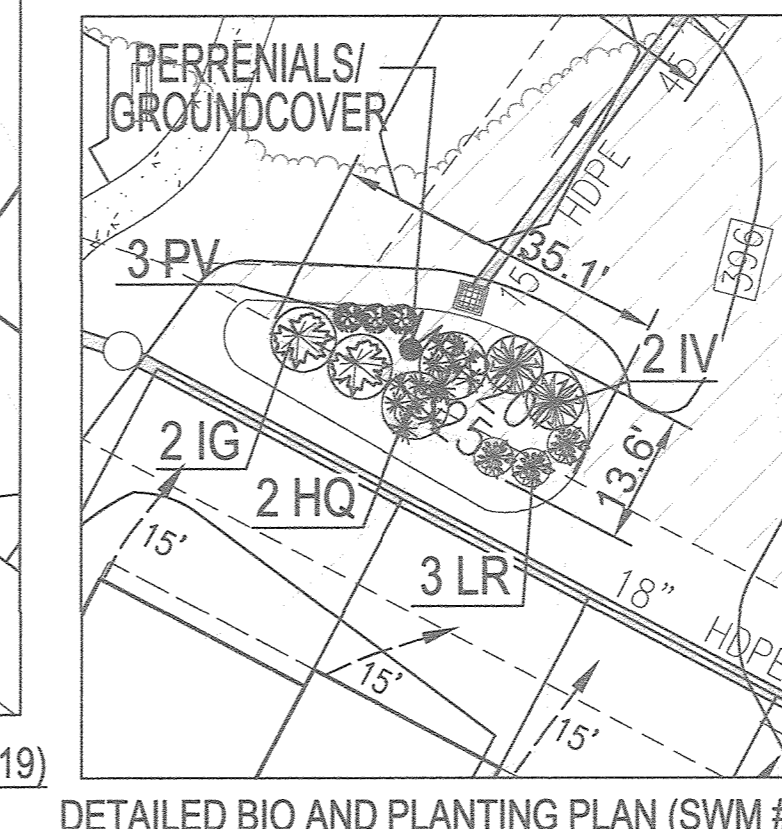 PERRENIALS/
GROUNDCOVER
45'
HDPE
15"
35.1'
396
3 PV
2 IV
2 IG
2 HQ
13.6'
3 LR
15'
18"
HDPE
15'
15'
19)
DETAILED BIO AND PLANTING PLAN (SWM